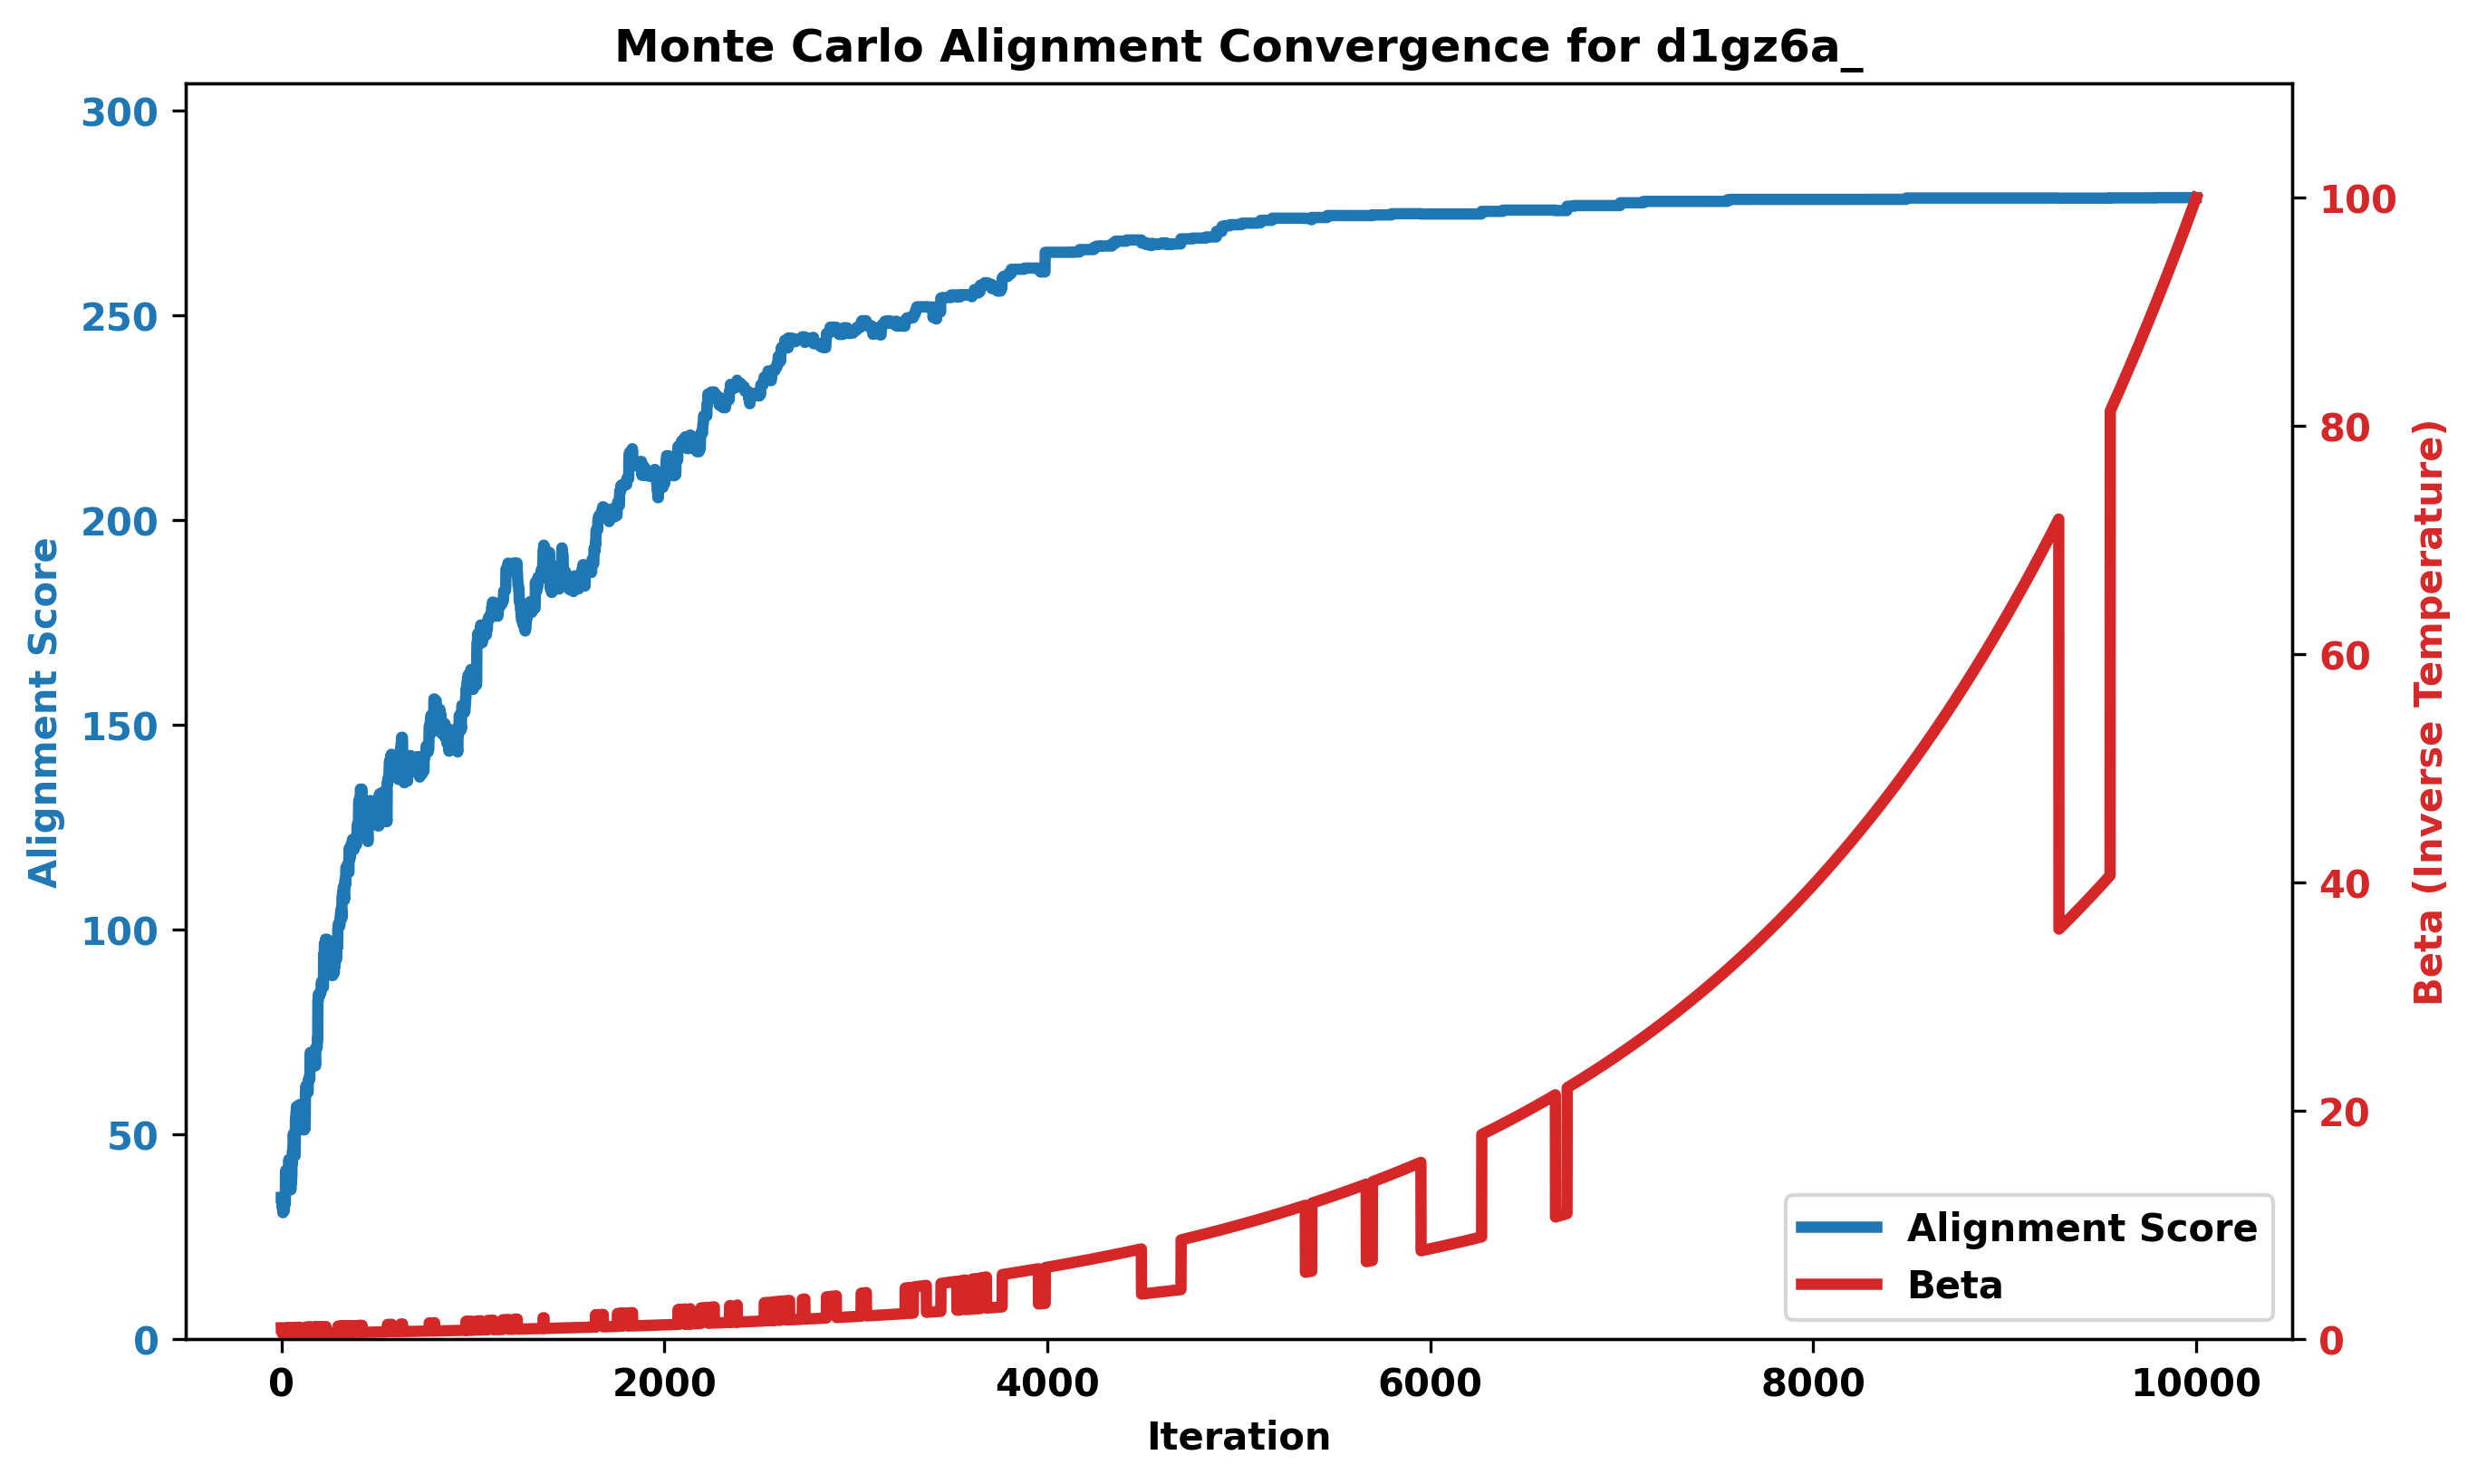 Monte Carlo Alignment Convergence for d1gz6a_
300
250
200
150
100
50
0
Alignment Score
100
80
60
40
20
0
Beta (Inverse Temperature)
Alignment Score
Beta
0 2000 4000 6000 8000 10000
Iteration